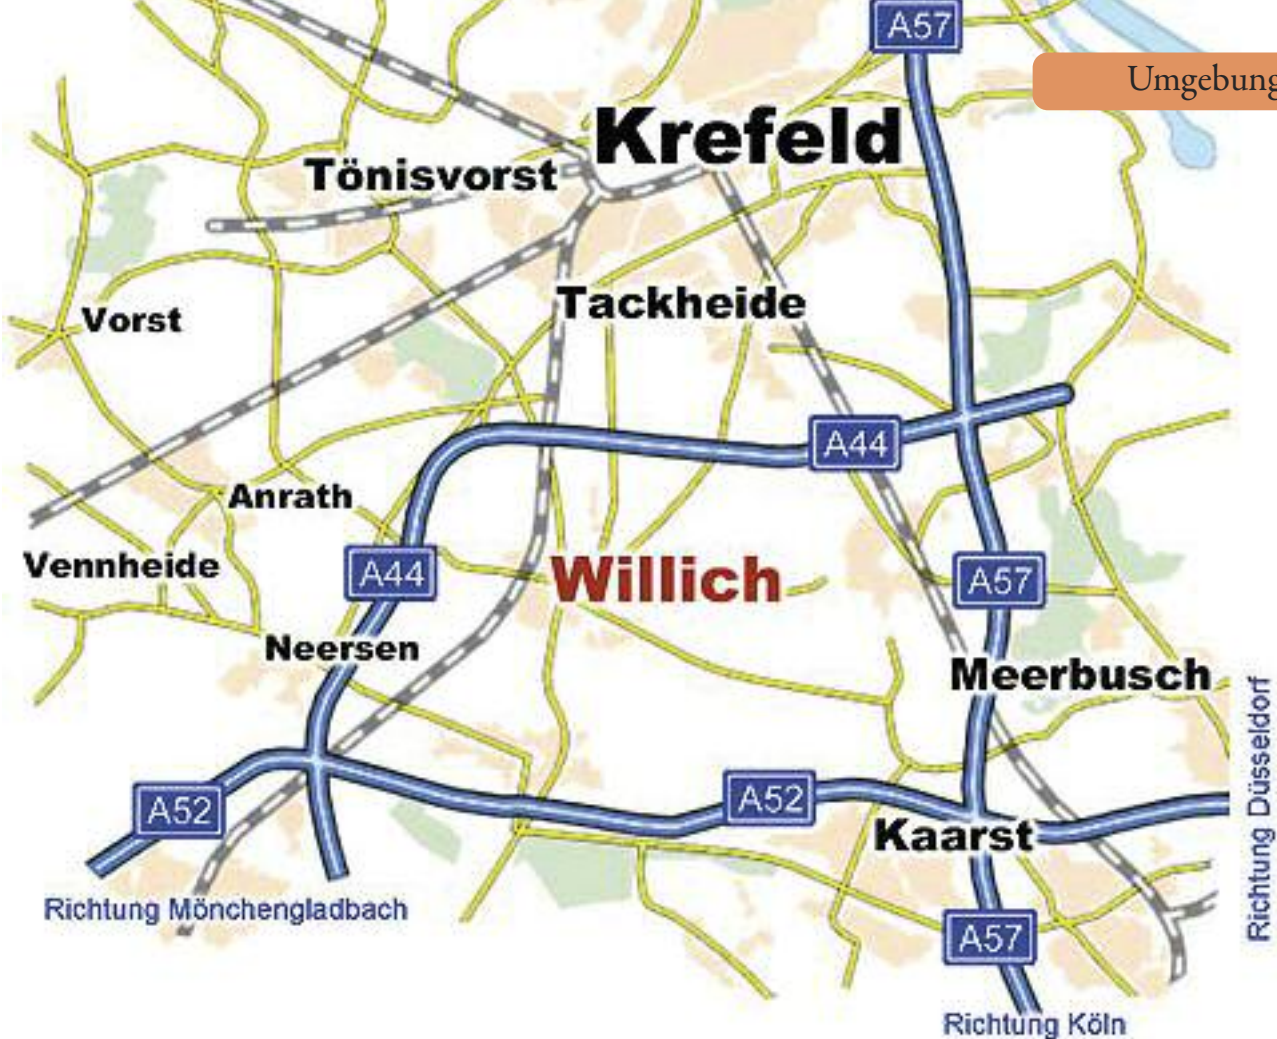 A57
Umgebung
Krefeld
Tönisvorst
Tackheide
Vorst
A44
Anrath
Vennheide
A44
Willich
A57
Neersen
Meerbusch
A52
A52
Kaarst
Richtung Düsseldorf
Richtung Mönchengladbach
A57
Richtung Köln